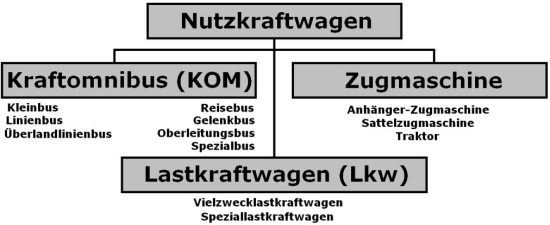 Nutzkraftwagen
Kraftomnibus (KOM)
Kleinbus
Linienbus
Überlandlinienbus
Reisebus
Gelenkbus
Oberleitungsbus
Spezialbus
Zugmaschine
Anhänger-Zugmaschine
Sattelzugmaschine
Traktor
Lastkraftwagen (Lkw)
Vielzwecklastkraftwagen
Speziallastkraftwagen